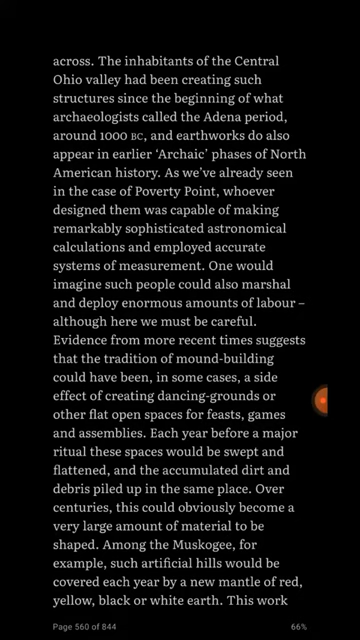 across. The inhabitants of the Central
Ohio valley had been creating such
structures since the beginning of what
archaeologists called the Adena period,
around 1000 BC, and earthworks do also
appear in earlier ‘Archaic’ phases of North
American history. As we’ve already seen
in the case of Poverty Point, whoever
designed them was capable of making
remarkably sophisticated astronomical
calculations and employed accurate
systems of measurement. One would
imagine such people could also marshal
and deploy enormous amounts of labour –
although here we must be careful.
Evidence from more recent times suggests
that the tradition of mound-building
could have been, in some cases, a side
effect of creating dancing-grounds or
other flat open spaces for feasts, games
and assemblies. Each year before a major
ritual these spaces would be swept and
flattened, and the accumulated dirt and
debris piled up in the same place. Over
centuries, this could obviously become a
very large amount of material to be
shaped. Among the Muskogee, for
example, such artificial hills would be
covered each year by a new mantle of red,
yellow, black or white earth. This work
Page 560 of 844 66%